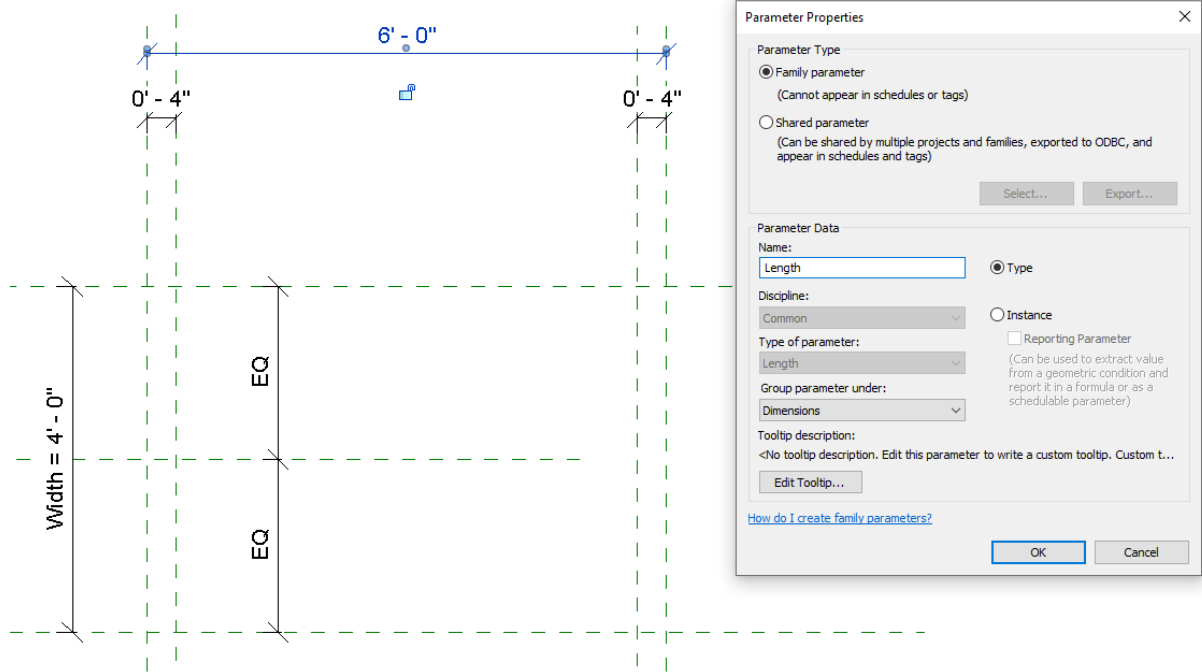 6' - 0"
0' - 4"
0' - 4"
Width = 4' - 0"
EQ
EQ
Parameter Properties
Parameter Type
Family parameter
(Cannot appear in schedules or tags)
Shared parameter
(Can be shared by multiple projects and families, exported to ODBC, and
appear in schedules and tags)
Select...
Export...
Parameter Data
Name:
Length
Type
Discipline:
Common
Instance
Reporting Parameter
Type of parameter:
Length
(Can be used to extract value
from a geometric condition and
report it in a formula or as a
schedulable parameter)
Group parameter under:
Dimensions
Tooltip description:
<No tooltip description. Edit this parameter to write a custom tooltip. Custom t...
Edit Tooltip...
How do I create family parameters?
OK
Cancel